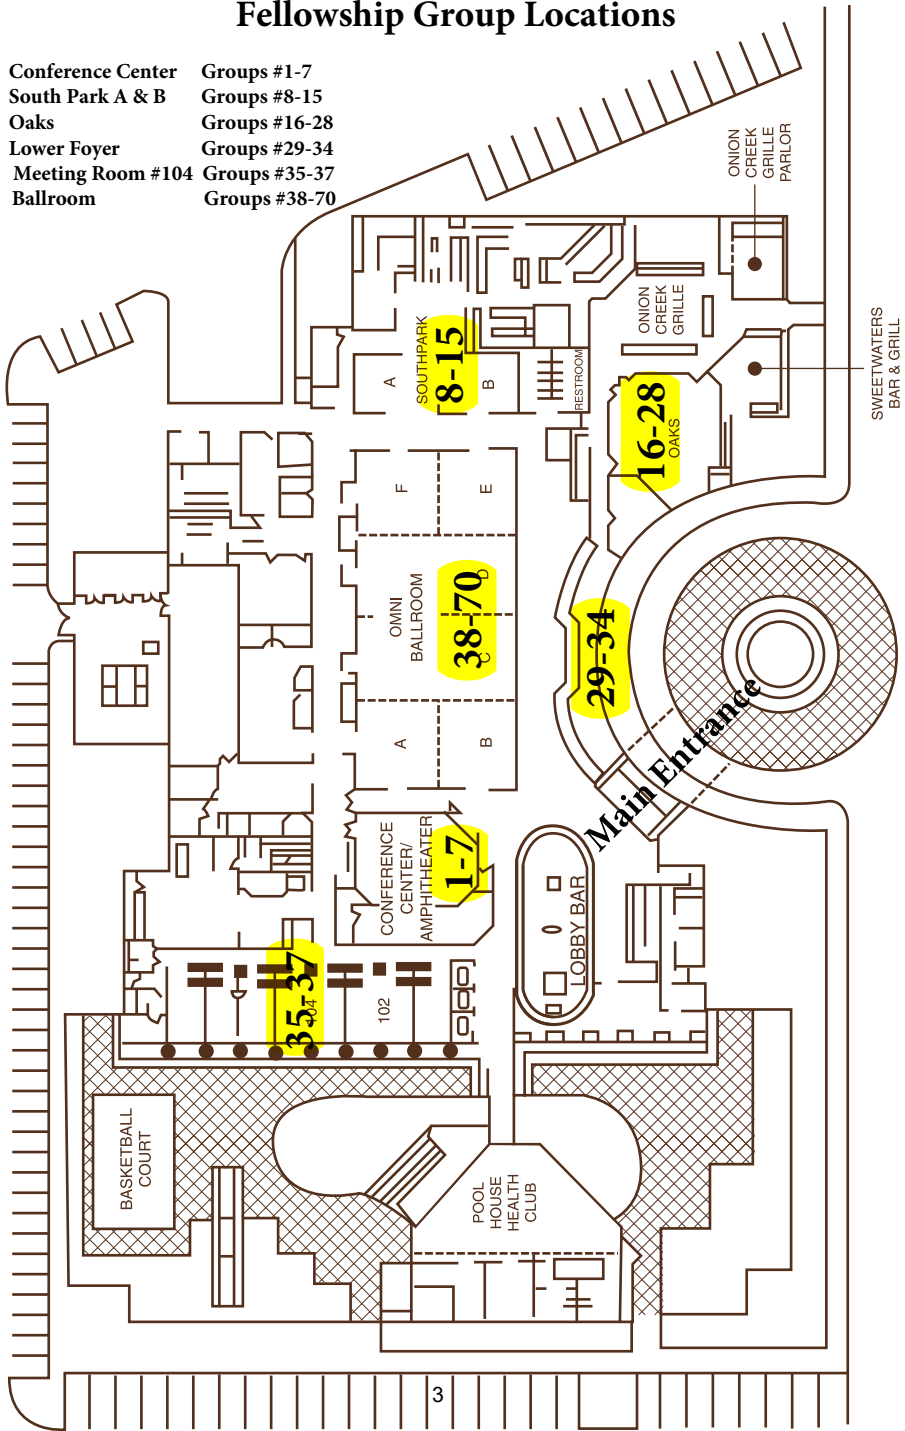 Fellowship Group Locations
Conference Center Groups #1-7
South Park A & B Groups #8-15
Oaks Groups #16-28
Lower Foyer Groups #29-34
Meeting Room #104 Groups #35-37
Ballroom Groups #38-70
ONION
CREEK
GRILLE
PARLOR
ONION
CREEK
GRILLE
SWEETWATERS
BAR & GRILL
SOUTHPARK
8-15
A
B
RESTROOM
16-28
OAKS
F
E
OMNI
BALLROOM
38-70
D
C
A
B
29-34
Main Entrance
CONFERENCE
CENTER/
AMPHITHEATER
1-7
LOBBY BAR
35-37
104
102
BASKETBALL
COURT
POOL
HOUSE
HEALTH
CLUB
3